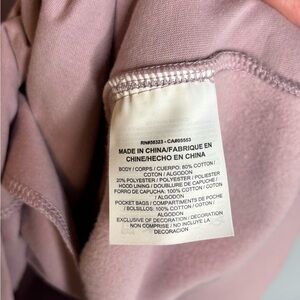 RN#56323 - CA#05553
MADE IN CHINA/FABRIQUE EN
CHINE/HECHO EN CHINA
BODY / CORPS / CUERPO: 80% COTTON /
COTON / ALGODON
20% POLYESTER / POLYESTER / POLIESTER
HOOD LINING / DOUBLURE DE CAPUCHE /
FORRO DE CAPUCHA: 100% COTTON / COTON
/ ALGODON
POCKET BAGS / COMPARTIMENTS DE POCHE
/ BOLSILLOS: 100% COTTON / COTON /
ALGODON
EXCLUSIVE OF DECORATION / DECORATION
NON COMPRISE / NO INCLUYE LA
DECORACION